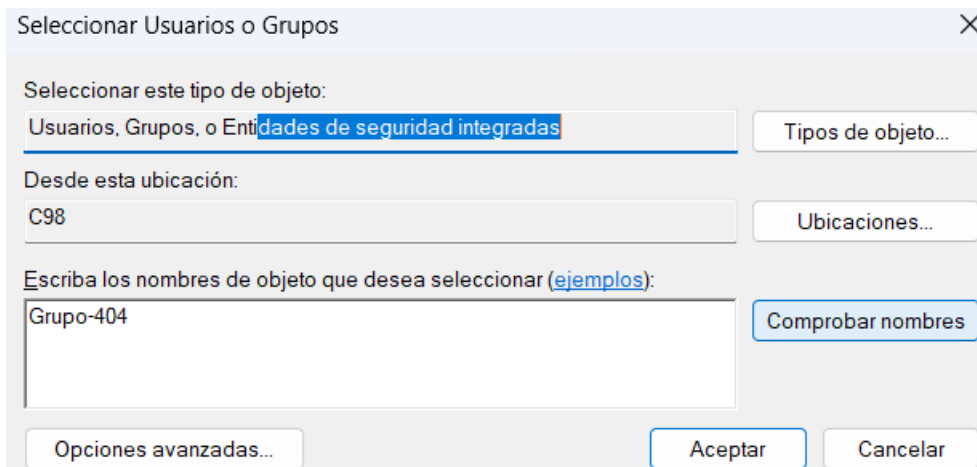 Seleccionar Usuarios o Grupos
Seleccionar este tipo de objeto:
Usuarios, Grupos, o Entidades de seguridad integradas
Tipos de objeto...
Desde esta ubicación:
C98
Ubicaciones...
Escriba los nombres de objeto que desea seleccionar (ejemplos):
Grupo-404
Comprobar nombres
Opciones avanzadas...
Aceptar
Cancelar